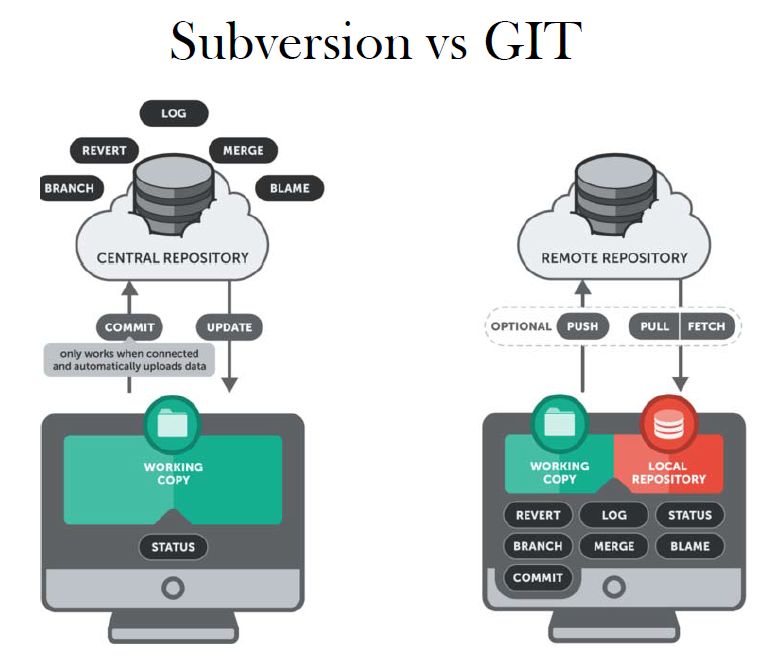 Subversion vs GIT
LOG
REVERT
MERGE
BRANCH
BLAME
CENTRAL REPOSITORY
COMMIT
UPDATE
only works when connected
and automatically uploads data
WORKING
COPY
STATUS
REMOTE REPOSITORY
OPTIONAL PUSH PULL FETCH
WORKING
COPY
LOCAL
REPOSITORY
REVERT LOG STATUS
BRANCH MERGE BLAME
COMMIT